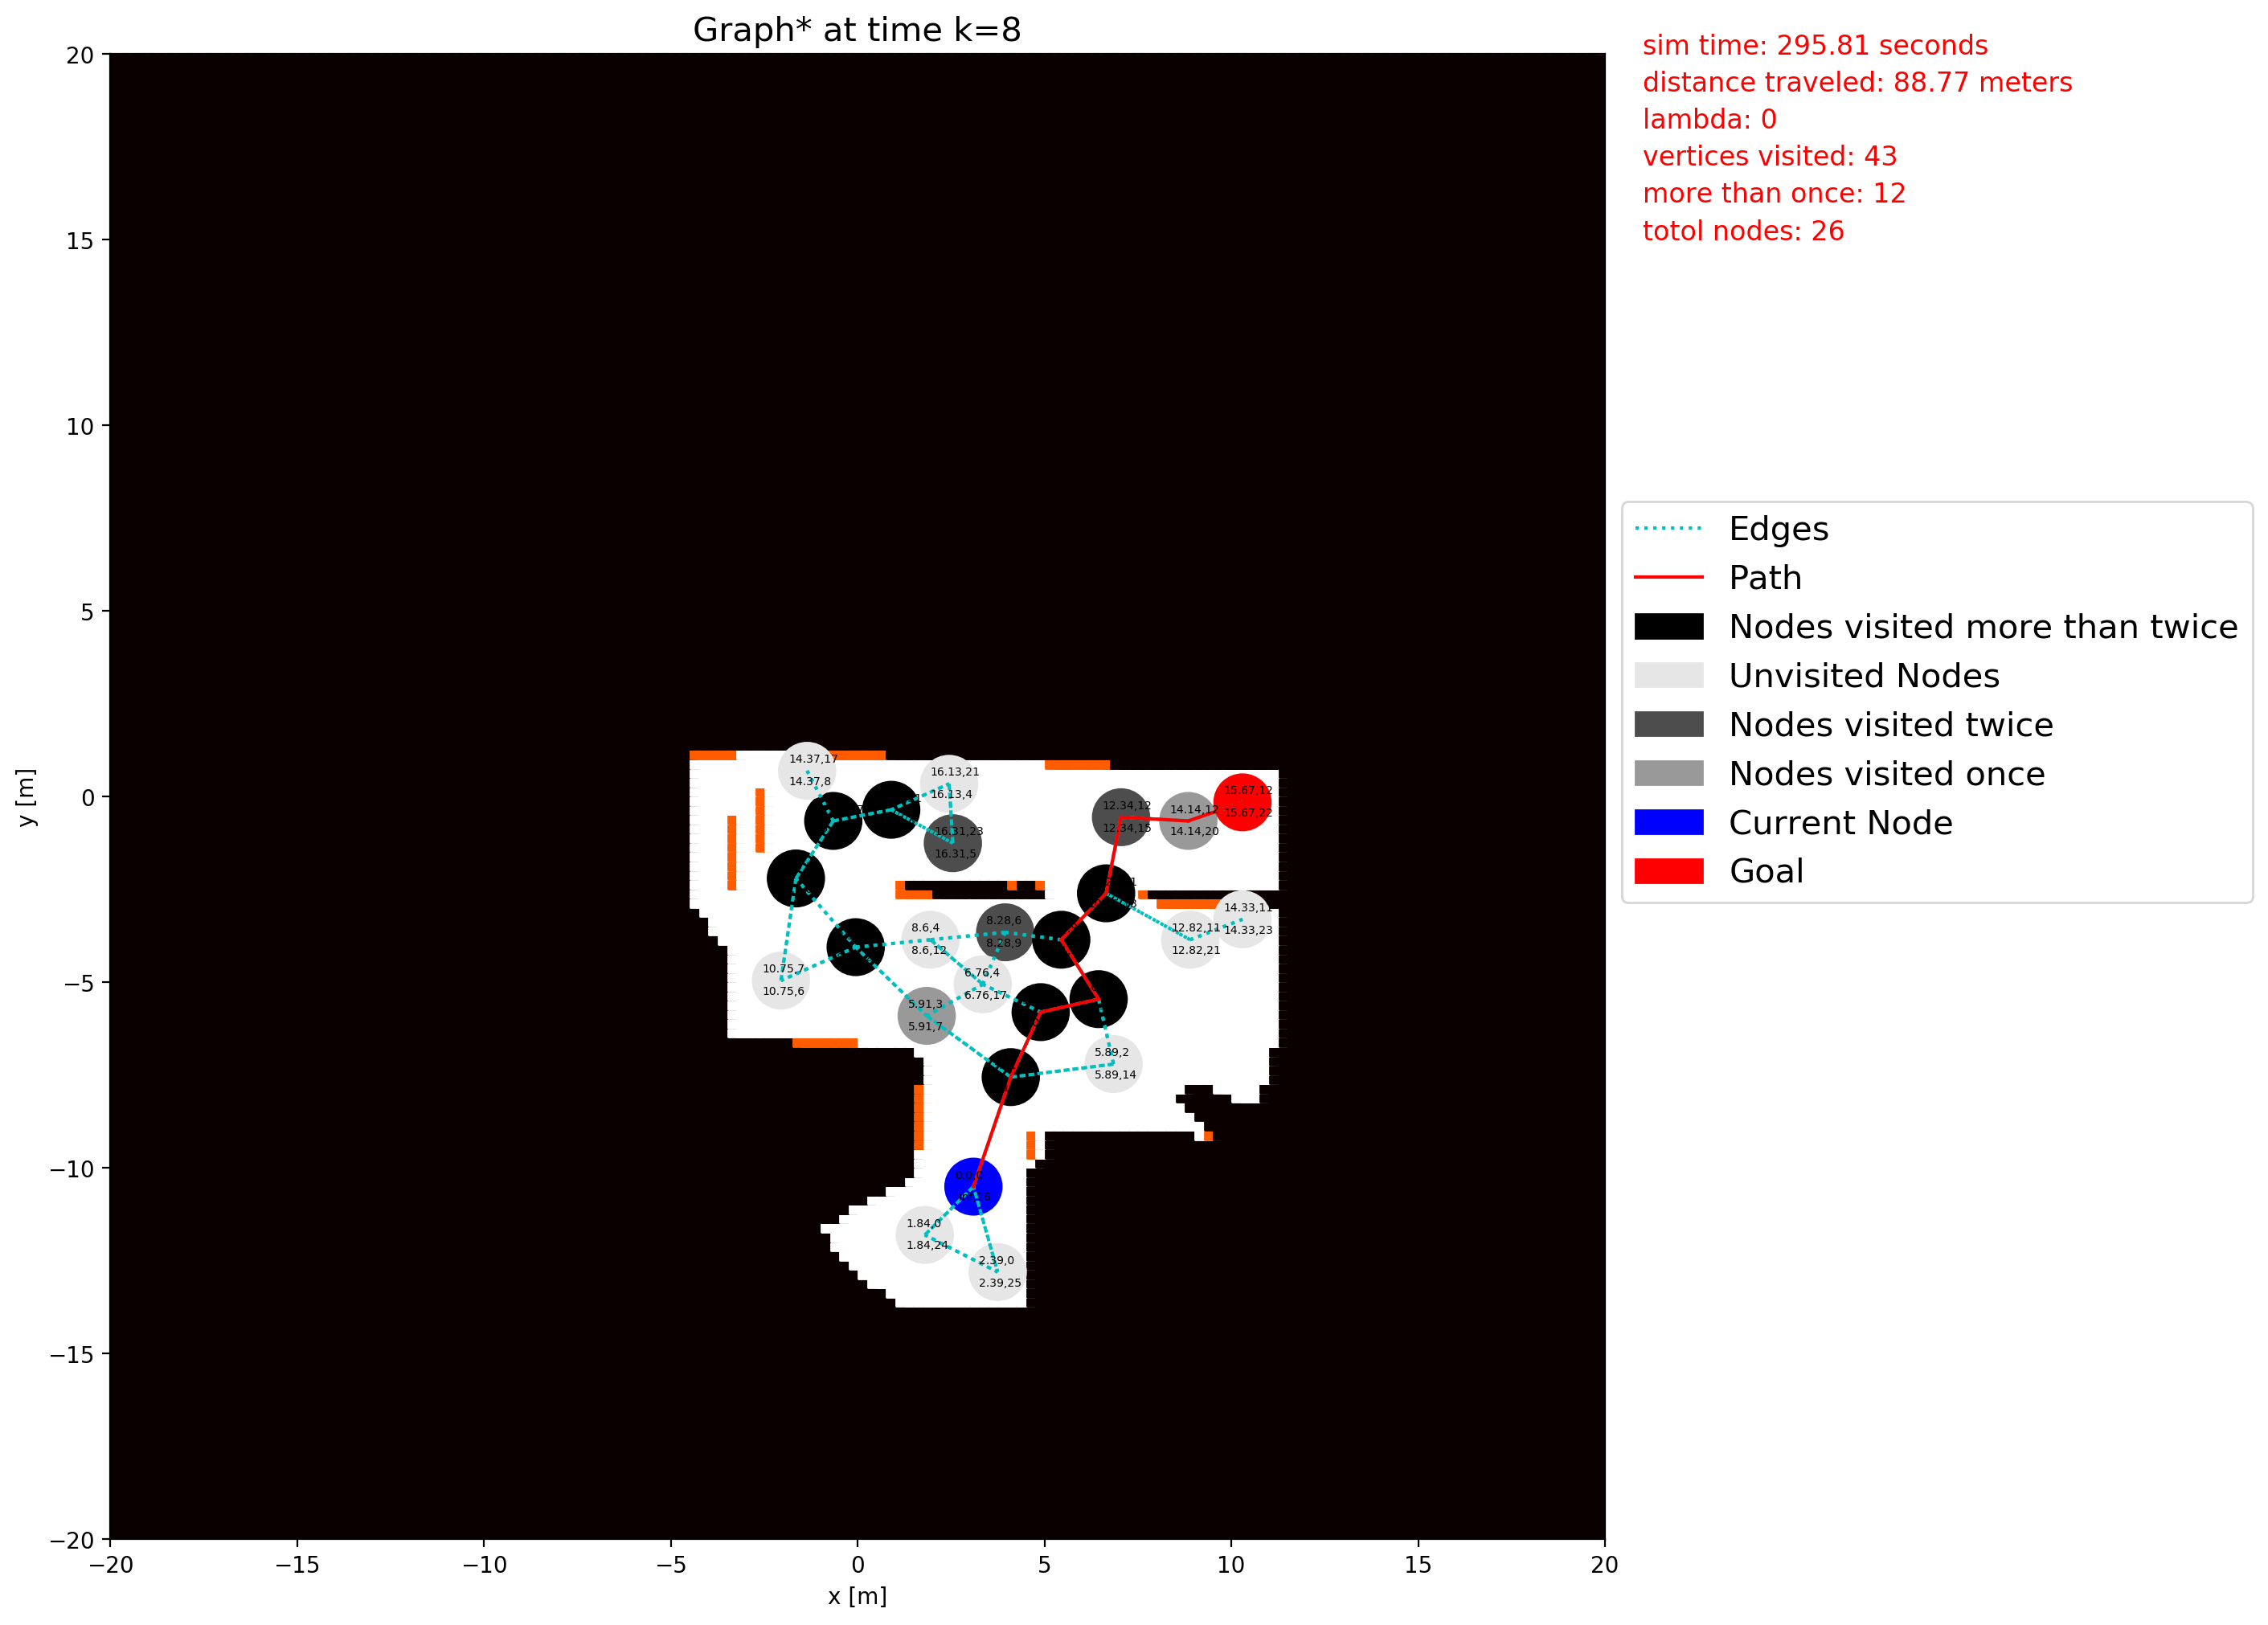 Graph* at time k=8
sim time: 295.81 seconds
distance traveled: 88.77 meters
lambda: 0
vertices visited: 43
more than once: 12
totol nodes: 26
20
15
10
5
0
−5
−10
−15
−20
y [m]
−20
−15
−10
−5
0
5
10
15
20
x [m]
Edges
Path
Nodes visited more than twice
Unvisited Nodes
Nodes visited twice
Nodes visited once
Current Node
Goal
14.37,17
14.37,8
16.13,21
16.13,4
16.31,23
16.31,5
12.34,12
12.34,15
14.14,12
14.14,20
15.67,12
15.67,22
14.33,11
14.33,23
12.82,11
12.82,21
8.6,4
8.6,12
8.28,6
8.28,9
10.75,7
10.75,6
6.76,4
6.76,17
5.91,3
5.91,7
5.89,2
5.89,14
1.84,0
1.84,24
2.39,0
2.39,25